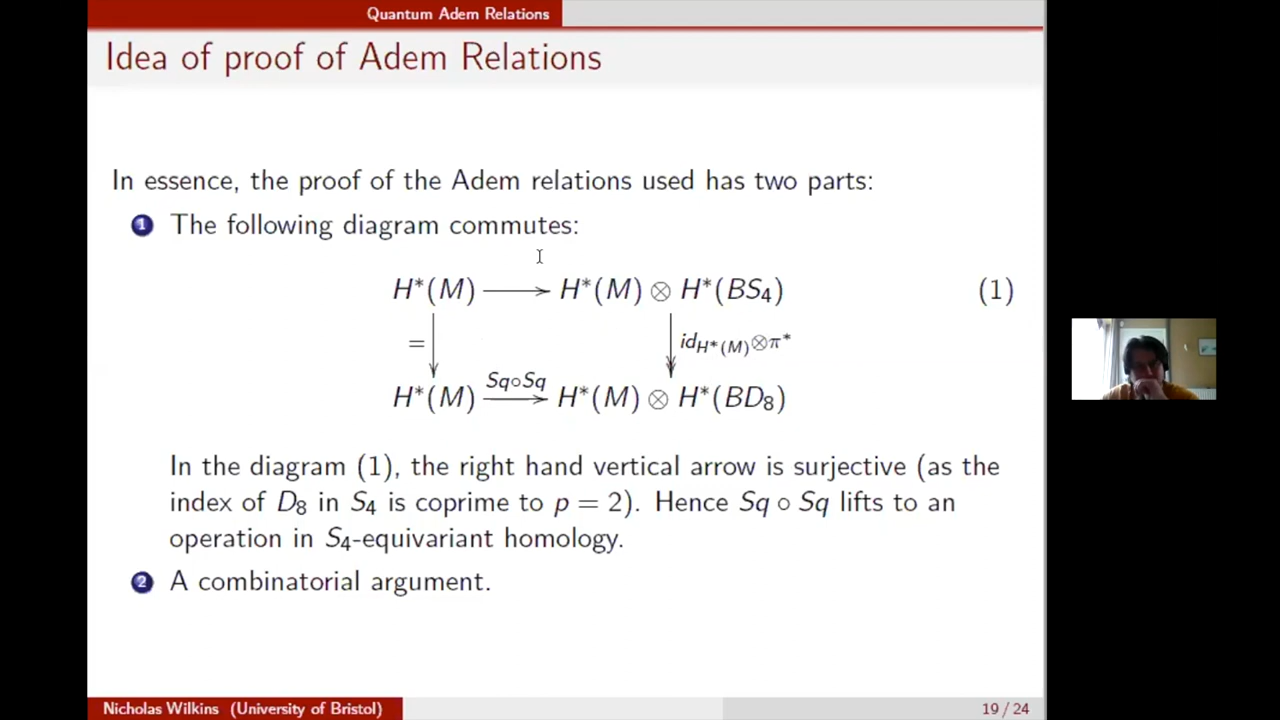 Quantum Adem Relations
Idea of proof of Adem Relations
In essence, the proof of the Adem relations used has two parts:
1 The following diagram commutes:
H*(M) ⟶ H*(M) ⊗ H*(BS₄) (1)
= id_{H*(M)}⊗π*
Sq∘Sq
H*(M) ⟶ H*(M) ⊗ H*(BD₈)
In the diagram (1), the right hand vertical arrow is surjective (as the
index of D₈ in S₄ is coprime to p = 2). Hence Sq ∘ Sq lifts to an
operation in S₄-equivariant homology.
2 A combinatorial argument.
Nicholas Wilkins (University of Bristol) 19 / 24